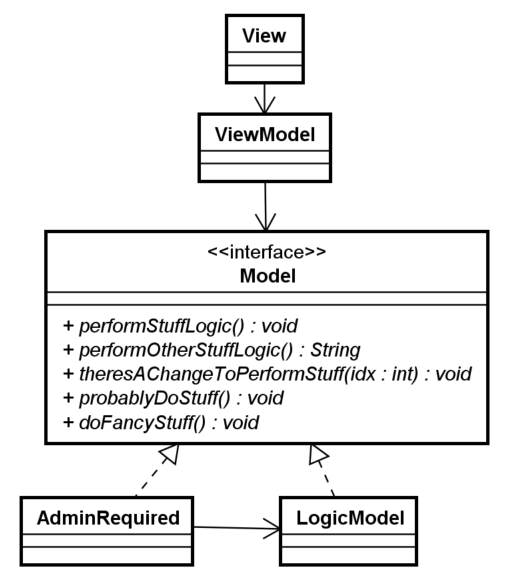 View
ViewModel
<<interface>>
Model
+ performStuffLogic() : void
+ performOtherStuffLogic() : String
+ theresAChangeToPerformStuff(idx : int) : void
+ probablyDoStuff() : void
+ doFancyStuff() : void
AdminRequired
LogicModel